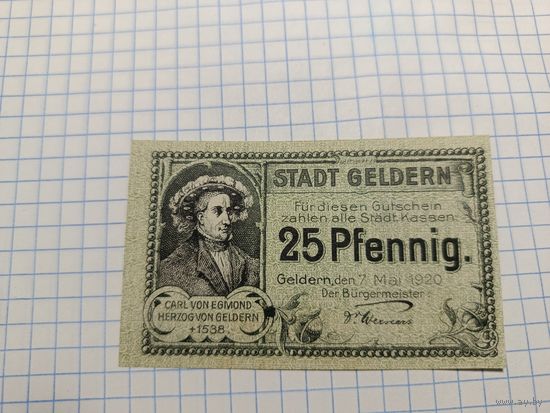 STADT GELDERN
Für diesen Gutschein
zahlen alle Städt. Kassen
25 Pfennig.
Geldern, den 7 Mai 1920
Der Bürgermeister
CARL VON EGMOND
HERZOG VON GELDERN
+1538.
www.ay.by